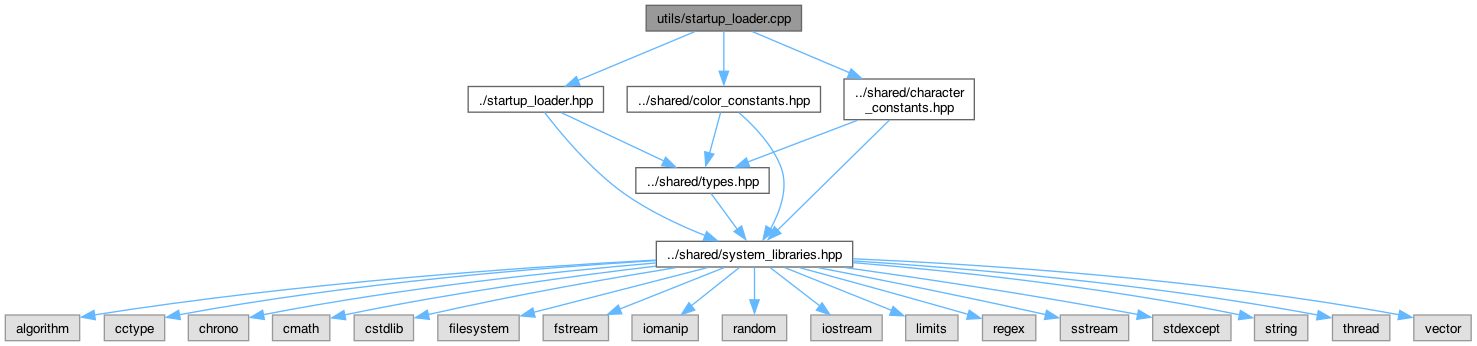 utils/startup_loader.cpp
./startup_loader.hpp
../shared/color_constants.hpp
../shared/character
_constants.hpp
../shared/types.hpp
../shared/system_libraries.hpp
algorithm
cctype
chrono
cmath
cstdlib
filesystem
fstream
iomanip
random
iostream
limits
regex
sstream
stdexcept
string
thread
vector